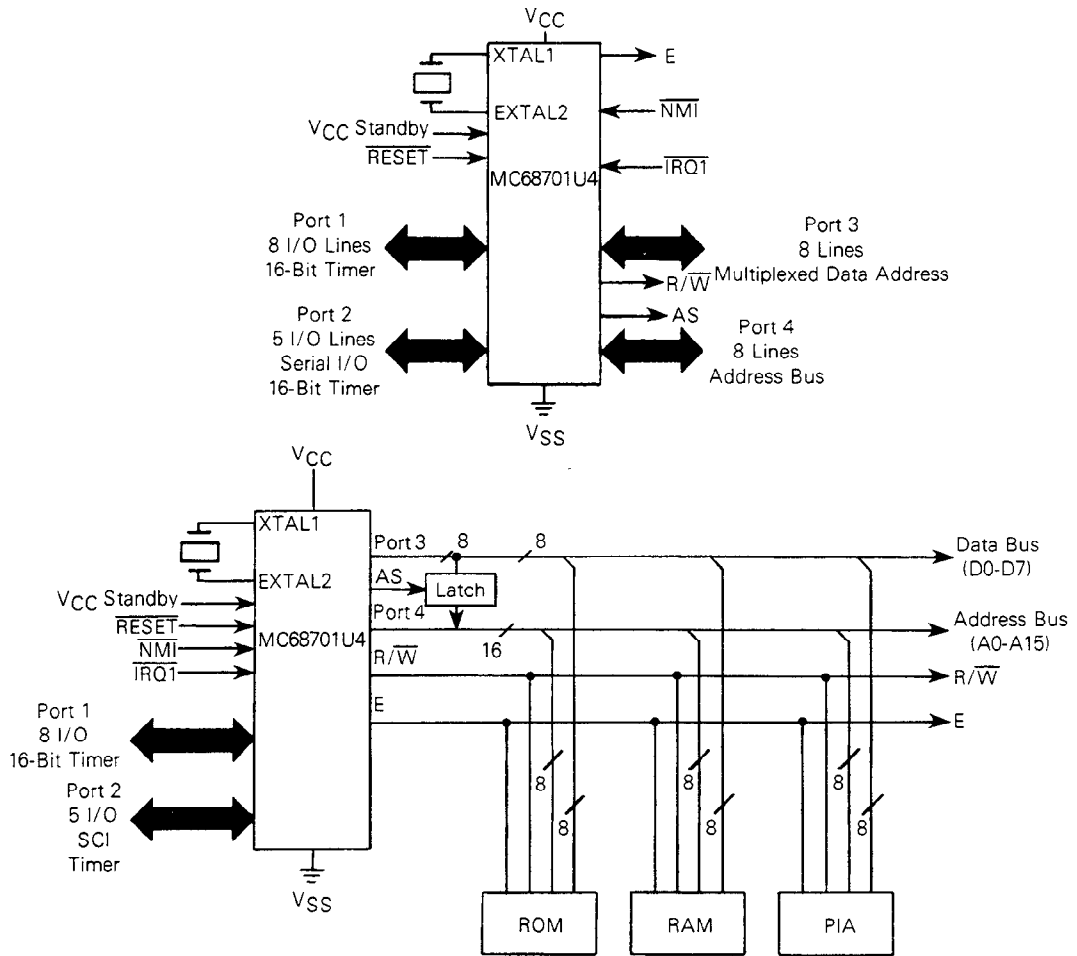 VCC
XTAL1
E
EXTAL2
NMI
VCC Standby
RESET
IRQ1
MC68701U4
Port 1
8 I/O Lines
16-Bit Timer
Port 3
8 Lines
Multiplexed Data Address
R/W
AS
Port 2
5 I/O Lines
Serial I/O
16-Bit Timer
Port 4
8 Lines
Address Bus
VSS
VCC
XTAL1
EXTAL2
VCC Standby
RESET
NMI
IRQ1
MC68701U4
Port 1
8 I/O
16-Bit Timer
Port 2
5 I/O
SCI
Timer
VSS
Port 3
8
8
Data Bus
(D0-D7)
AS
Latch
Port 4
16
Address Bus
(A0-A15)
R/W
R/W
E
E
8
8
8
8
8
8
ROM
RAM
PIA